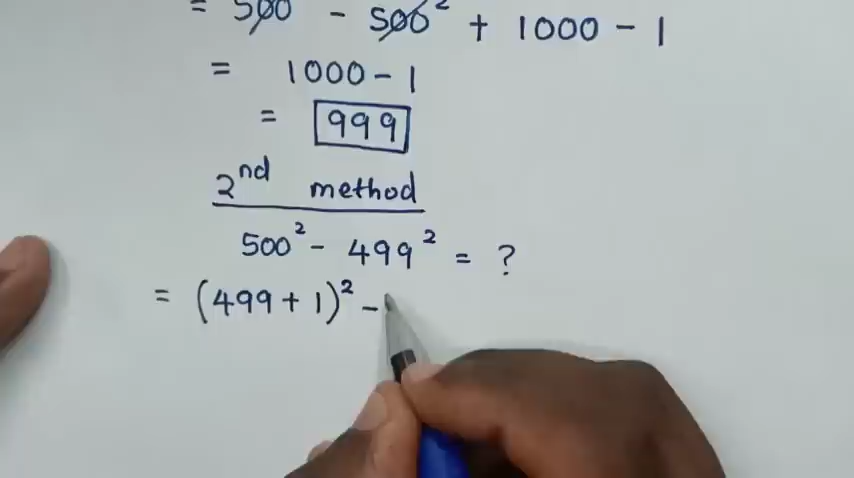 = 500 - 500² + 1000 - 1
= 1000 - 1
= 999
2nd method
500² - 499² = ?
= (499 + 1)² -